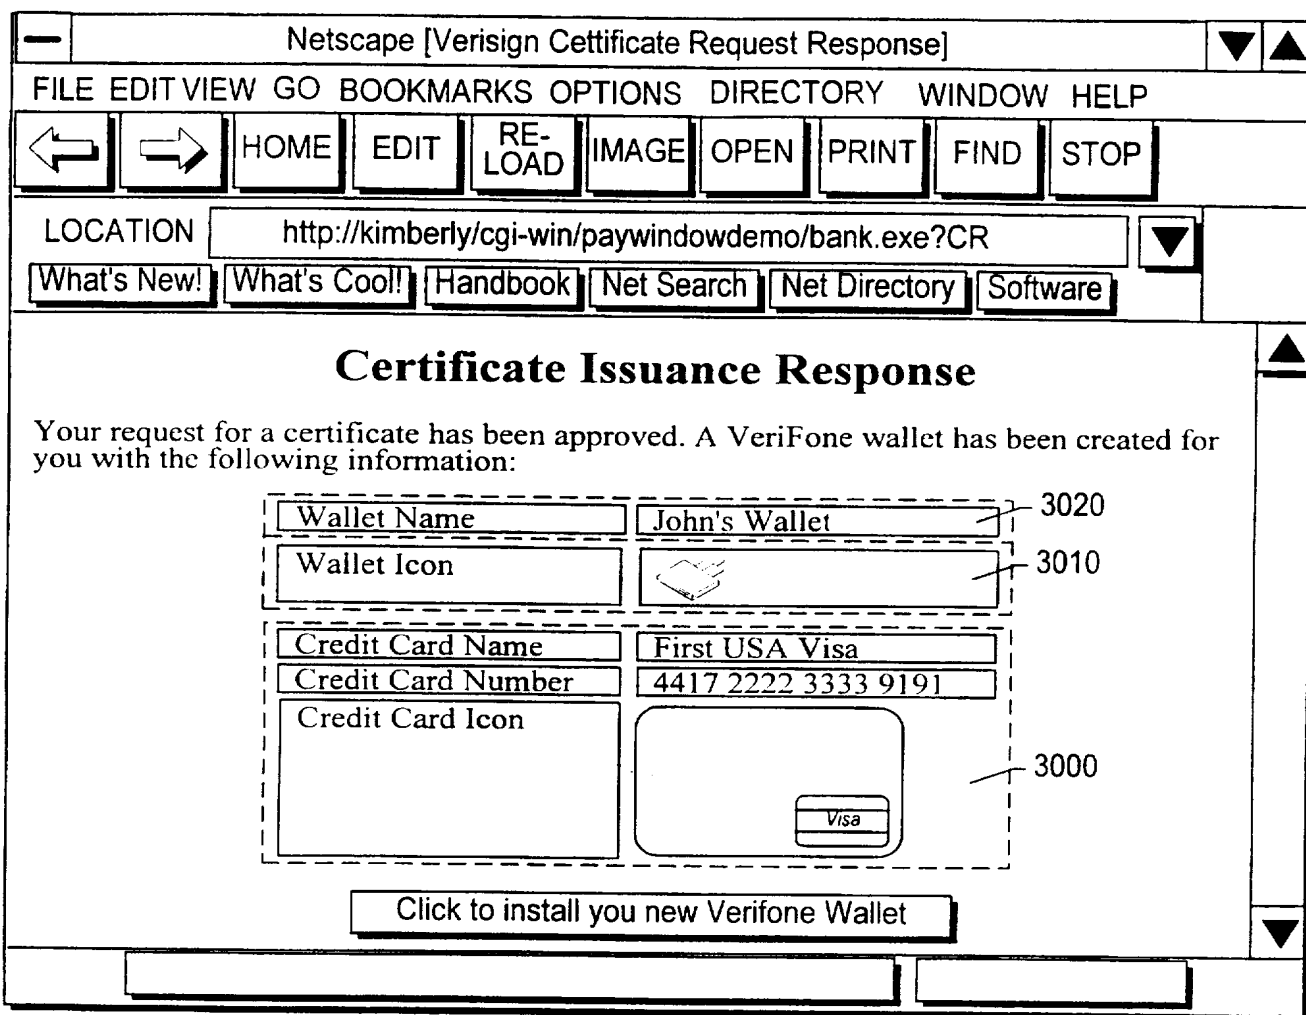 Netscape [Verisign Cettificate Request Response]
FILE EDIT VIEW GO BOOKMARKS OPTIONS DIRECTORY WINDOW HELP
HOME EDIT RE-LOAD IMAGE OPEN PRINT FIND STOP
LOCATION http://kimberly/cgi-win/paywindowdemo/bank.exe?CR
What's New! What's Cool! Handbook Net Search Net Directory Software
Certificate Issuance Response
Your request for a certificate has been approved. A VeriFone wallet has been created for
you with the following information:
Wallet Name John's Wallet 3020
Wallet Icon 3010
Credit Card Name First USA Visa
Credit Card Number 4417 2222 3333 9191
Credit Card Icon
3000
Visa
Click to install you new Verifone Wallet